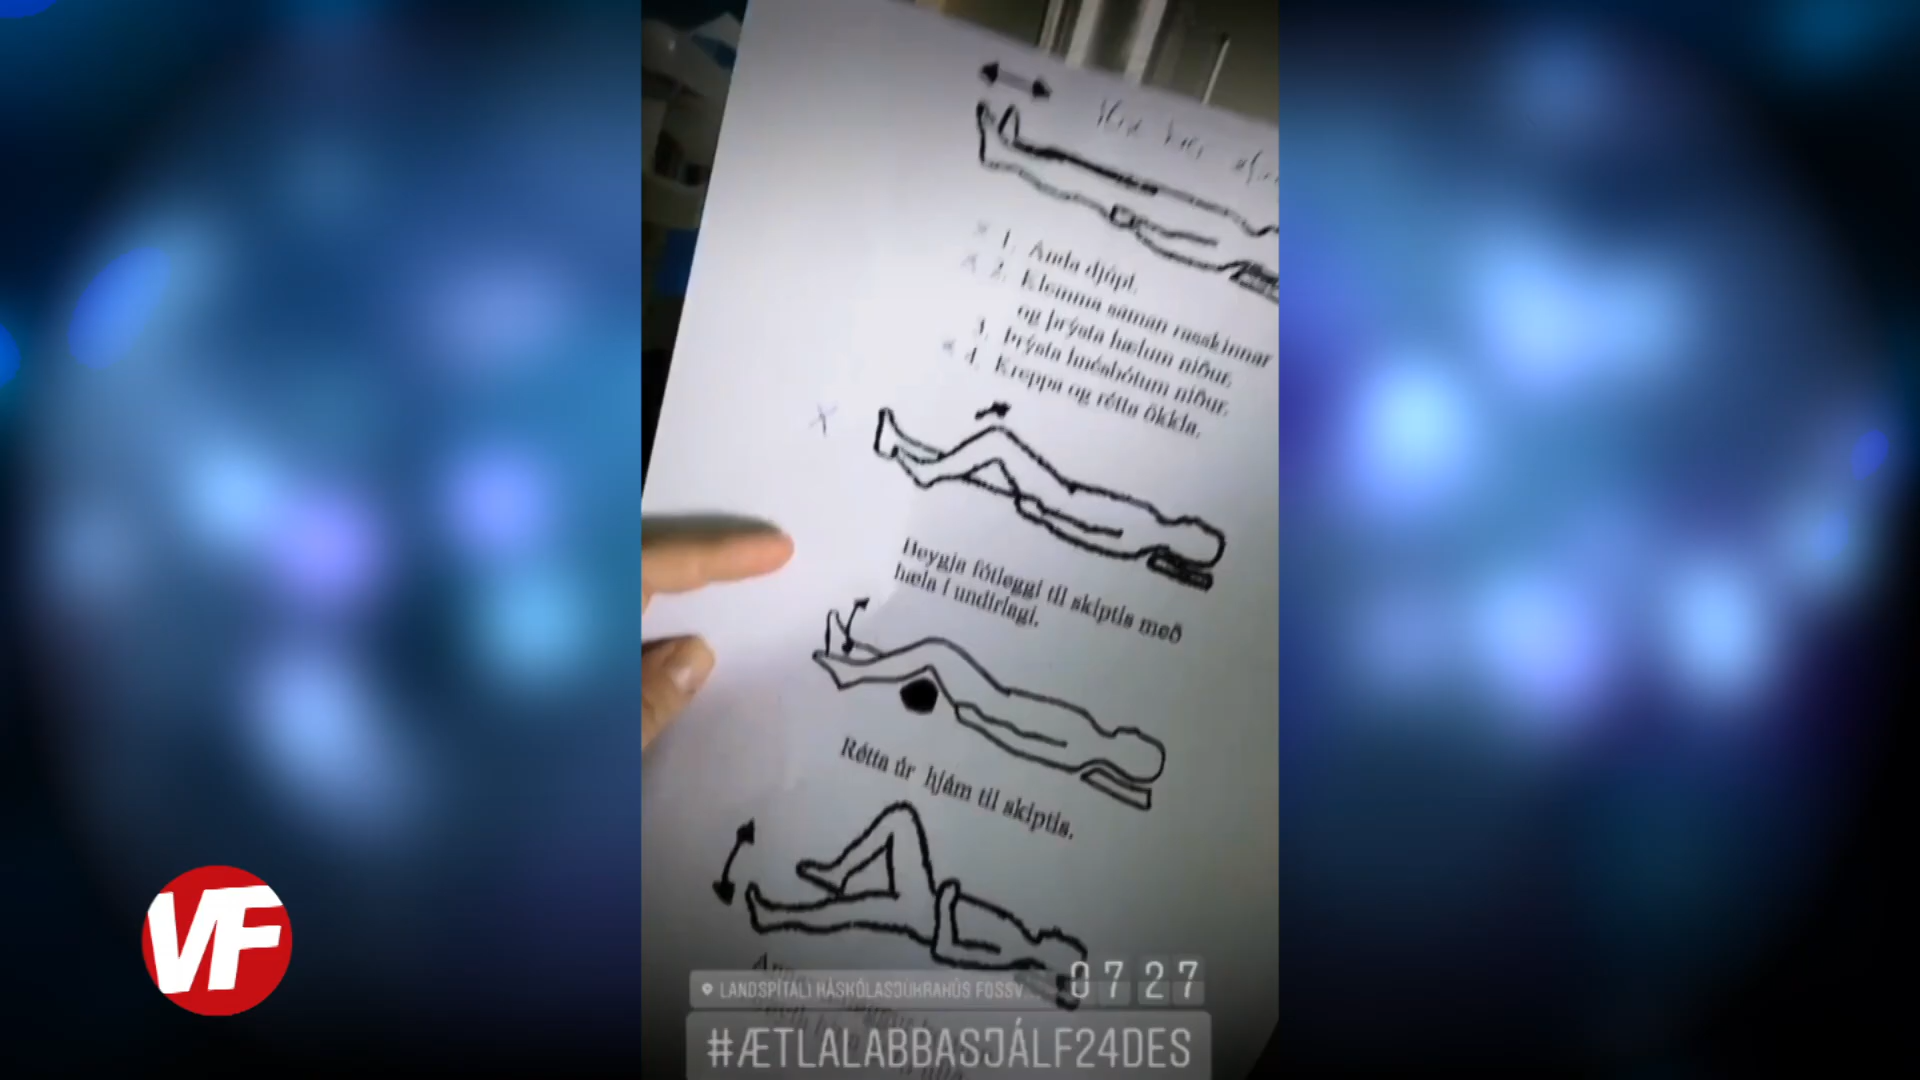 1. Anda djúpt.
2. Klemma saman rasskinnar
og þrýsta hælum niður.
3. Þrýsta hnésbótum niður.
4. Kreppa og rétta ökkla.
X
Beygja fótleggi til skiptis með
hæla í undirlagi.
Rétta úr hjám til skiptis.
07 27
LANDSPÍTALI HÁSKÓLASJÚKRAHÚS FOSSV...
#ÆTLALABBASJÁLF24DES
VF